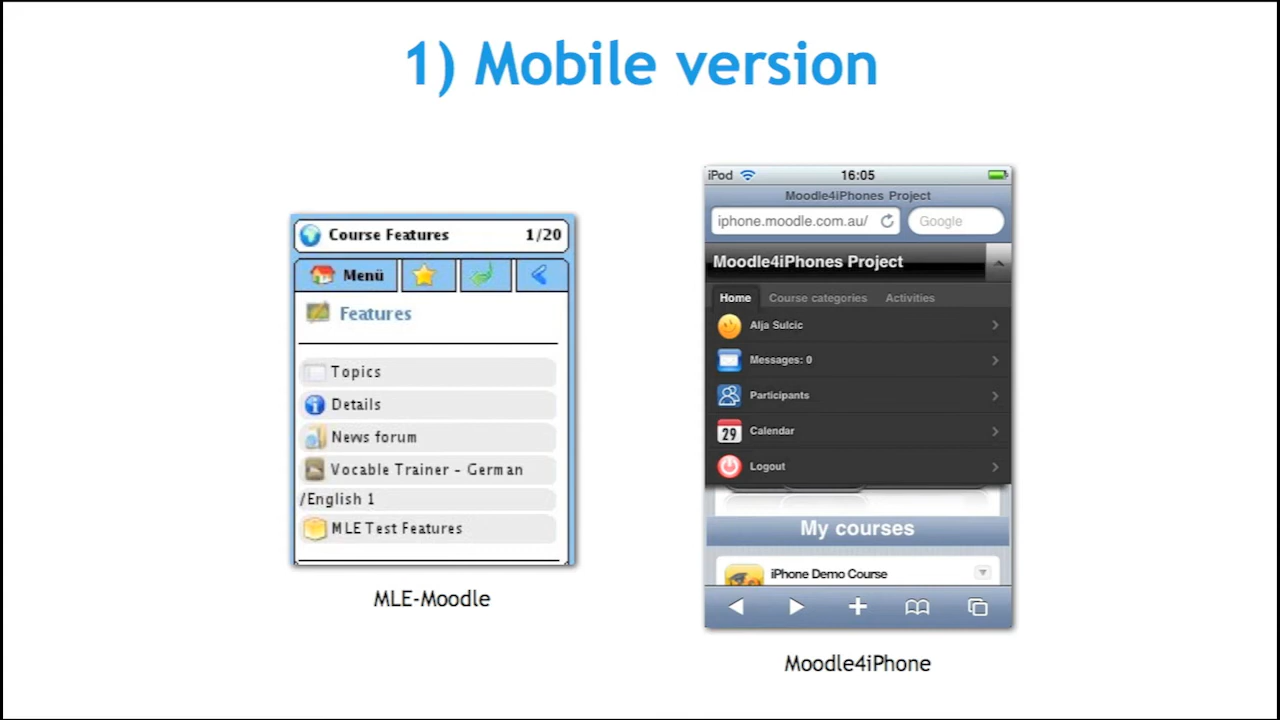 1) Mobile version
Course Features 1/20
Menü
Features
Topics
Details
News forum
Vocable Trainer - German
/English 1
MLE Test Features
MLE-Moodle
iPod 16:05
Moodle4iPhones Project
iphone.moodle.com.au/ Google
Moodle4iPhones Project
Home Course categories Activities
Alja Sulcic
Messages: 0
Participants
29 Calendar
Logout
My courses
iPhone Demo Course
Moodle4iPhone